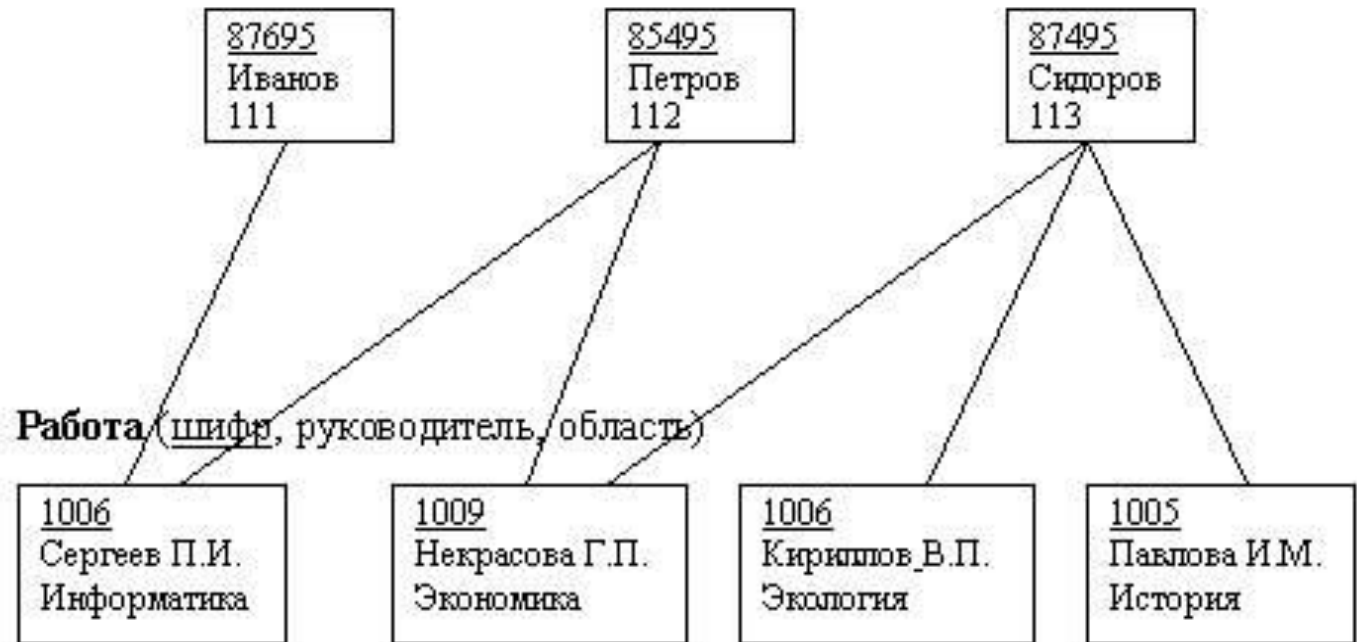 87695
Иванов
111
85495
Петров
112
87495
Сидоров
113
Работа (шифр, руководитель, область)
1006
Сергеев П.И.
Информатика
1009
Некрасова Г.П.
Экономика
1006
Кириллов В.П.
Экология
1005
Павлова И.М.
История